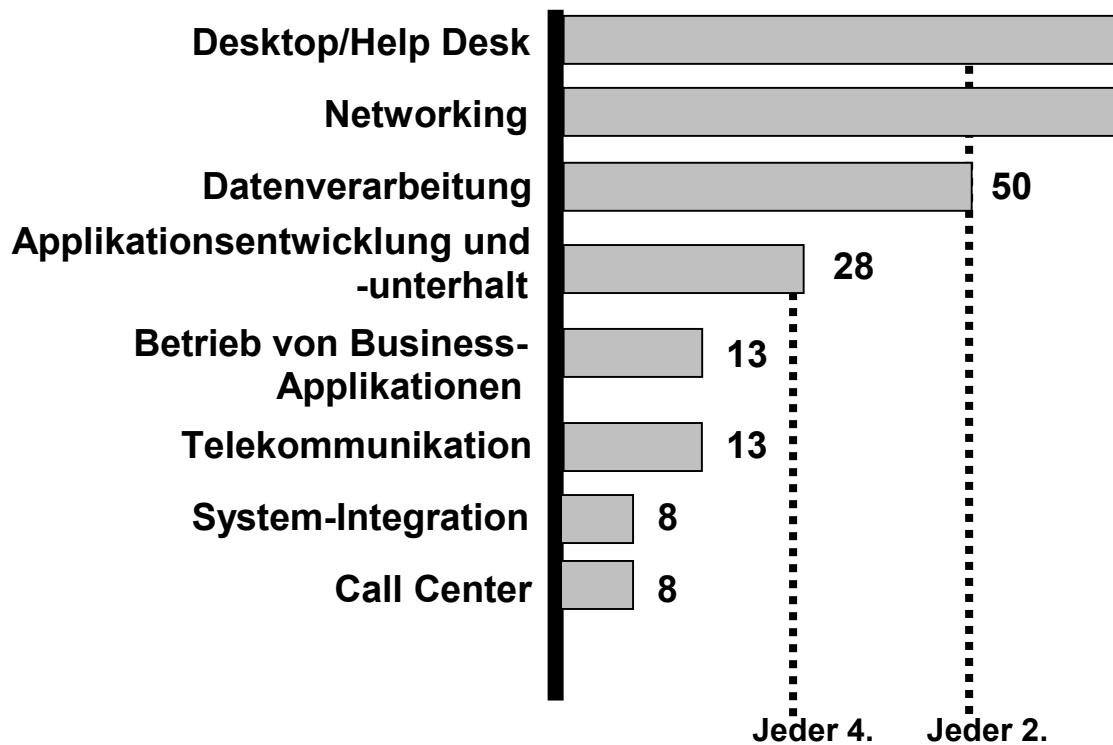 Desktop/Help Desk
Networking
Datenverarbeitung 50
Applikationsentwicklung und
-unterhalt 28
Betrieb von Business-
Applikationen 13
Telekommunikation 13
System-Integration 8
Call Center 8
Jeder 4. Jeder 2.